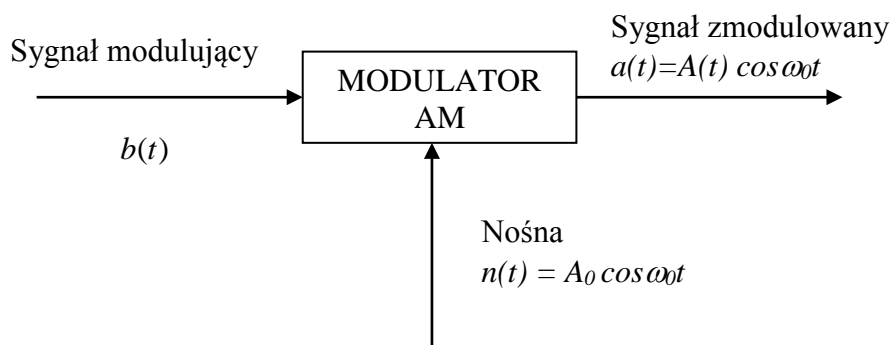 Sygnał modulujący
b(t)
MODULATOR
AM
Sygnał zmodulowany
a(t)=A(t) cosω₀t
Nośna
n(t) = A₀ cosω₀t